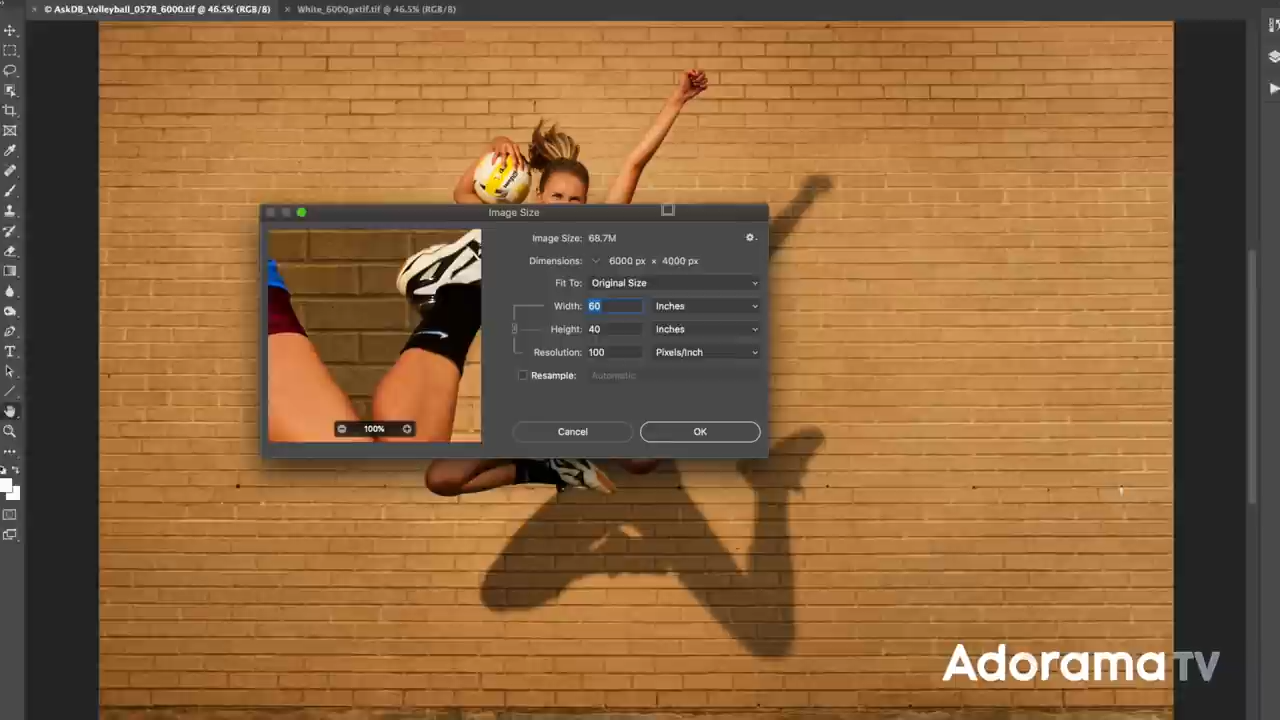 × © AskDB_Volleyball_0578_6000.tif @ 46.5% (RGB/8) × White_6000pxtif.tif @ 46.5% (RGB/8)
Image Size
Image Size: 68.7M
Dimensions: 6000 px × 4000 px
Fit To: Original Size
Width: 60 Inches
Height: 40 Inches
Resolution: 100 Pixels/Inch
Resample: Automatic
100%
Cancel OK
AdoramaTV